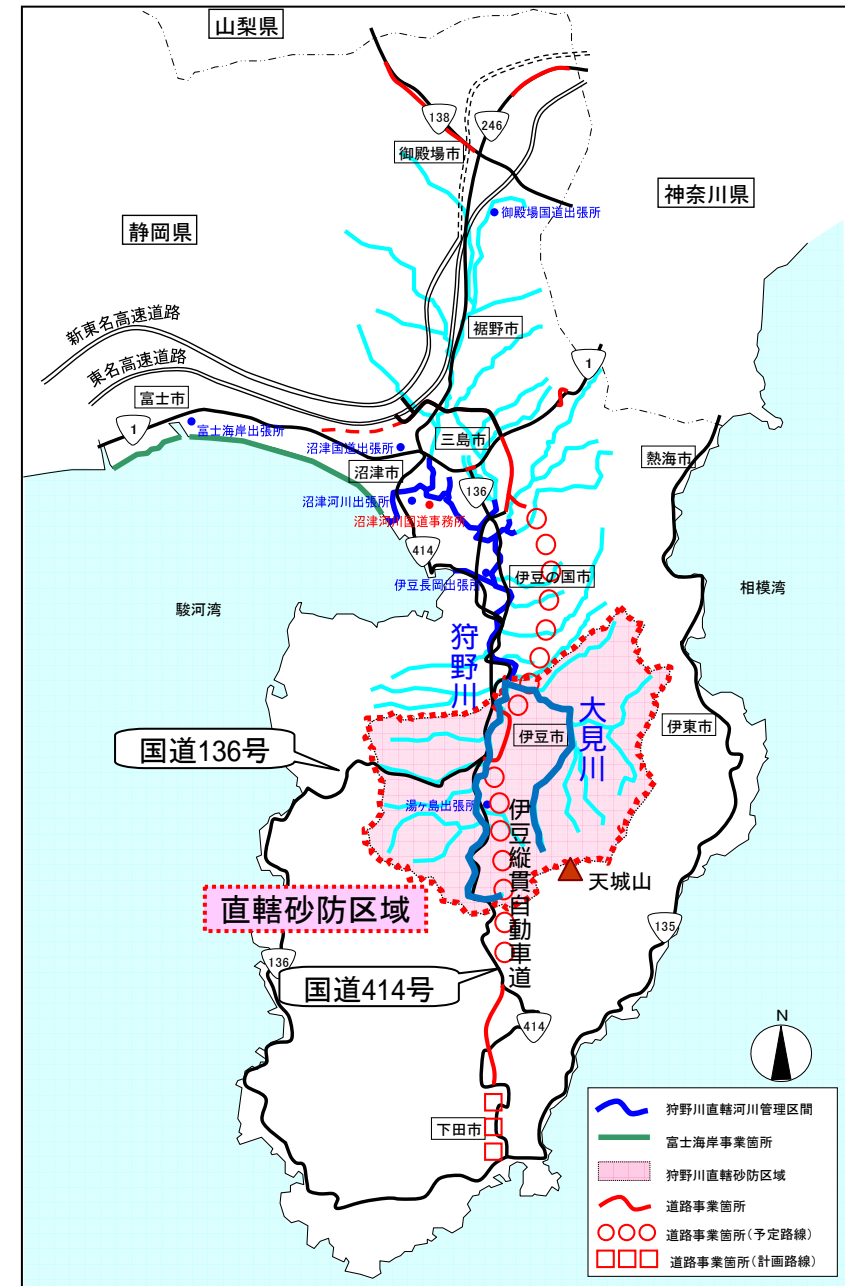 山梨県
138
246
御殿場市
神奈川県
御殿場国道出張所
静岡県
新東名高速道路
裾野市
東名高速道路
1
富士市
1
富士海岸出張所
三島市
沼津国道出張所
熱海市
沼津市
136
沼津河川出張所
沼津河川国道事務所
414
伊豆長岡出張所
伊豆の国市
相模湾
駿河湾
狩野川
大見川
伊東市
伊豆市
国道136号
湯ヶ島出張所
伊豆縦貫自動車道
天城山
直轄砂防区域
135
136
国道414号
414
N
下田市
狩野川直轄河川管理区間
富士海岸事業箇所
狩野川直轄砂防区域
道路事業箇所
道路事業箇所(予定路線)
道路事業箇所(計画路線)